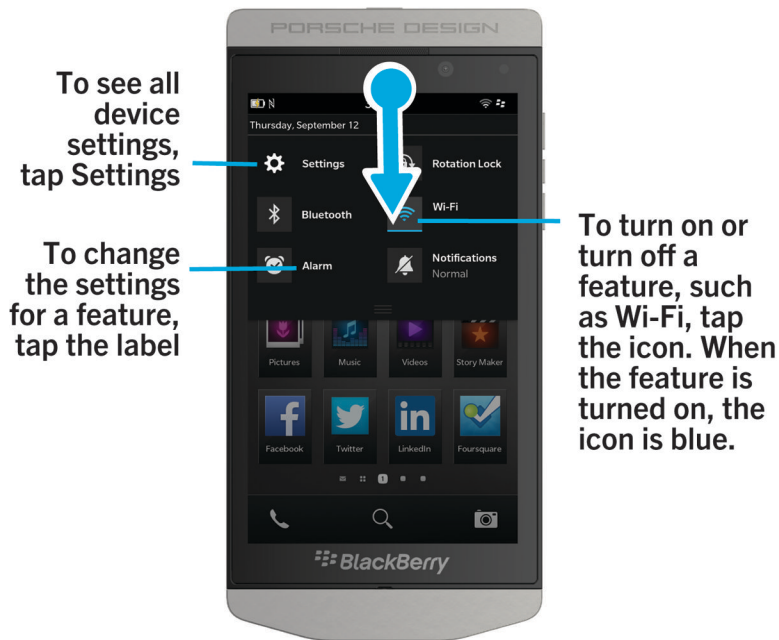 PORSCHE DESIGN
To see all
device
settings,
tap Settings
To change
the settings
for a feature,
tap the label
Thursday, September 12
Settings
Rotation Lock
Bluetooth
Wi-Fi
Alarm
Notifications
Normal
Pictures
Music
Videos
Story Maker
Facebook
Twitter
LinkedIn
Foursquare
1
BlackBerry
To turn on or
turn off a
feature, such
as Wi-Fi, tap
the icon. When
the feature is
turned on, the
icon is blue.